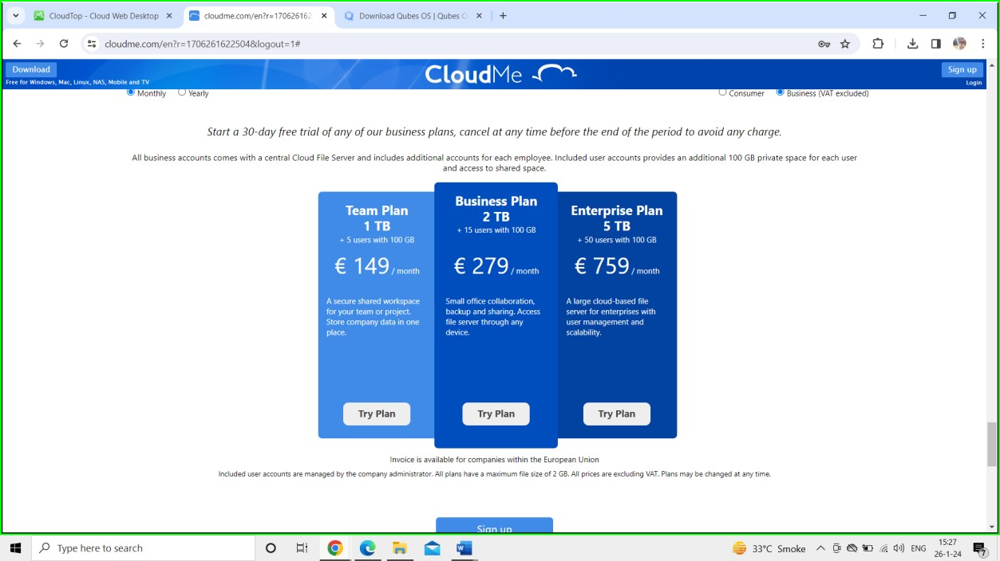 CloudTop - Cloud Web Desktop
cloudme.com/en?r=170626162
Download Qubes OS | Qubes O
cloudme.com/en?r=1706261622504&logout=1#
Download
Free for Windows, Mac, Linux, NAS, Mobile and TV
CloudMe
Sign up
Login
Monthly Yearly
Consumer Business (VAT excluded)
Start a 30-day free trial of any of our business plans, cancel at any time before the end of the period to avoid any charge.
All business accounts comes with a central Cloud File Server and includes additional accounts for each employee. Included user accounts provides an additional 100 GB private space for each user
and access to shared space.
Team Plan
1 TB
+ 5 users with 100 GB
€ 149 / month
A secure shared workspace
for your team or project.
Store company data in one
place.
Try Plan
Business Plan
2 TB
+ 15 users with 100 GB
€ 279 / month
Small office collaboration,
backup and sharing. Access
file server through any
device.
Try Plan
Enterprise Plan
5 TB
+ 50 users with 100 GB
€ 759 / month
A large cloud-based file
server for enterprises with
user management and
scalability.
Try Plan
Invoice is available for companies within the European Union
Included user accounts are managed by the company administrator. All plans have a maximum file size of 2 GB. All prices are excluding VAT. Plans may be changed at any time.
Sign up
Type here to search
33°C Smoke
ENG
15:27
26-1-24
7